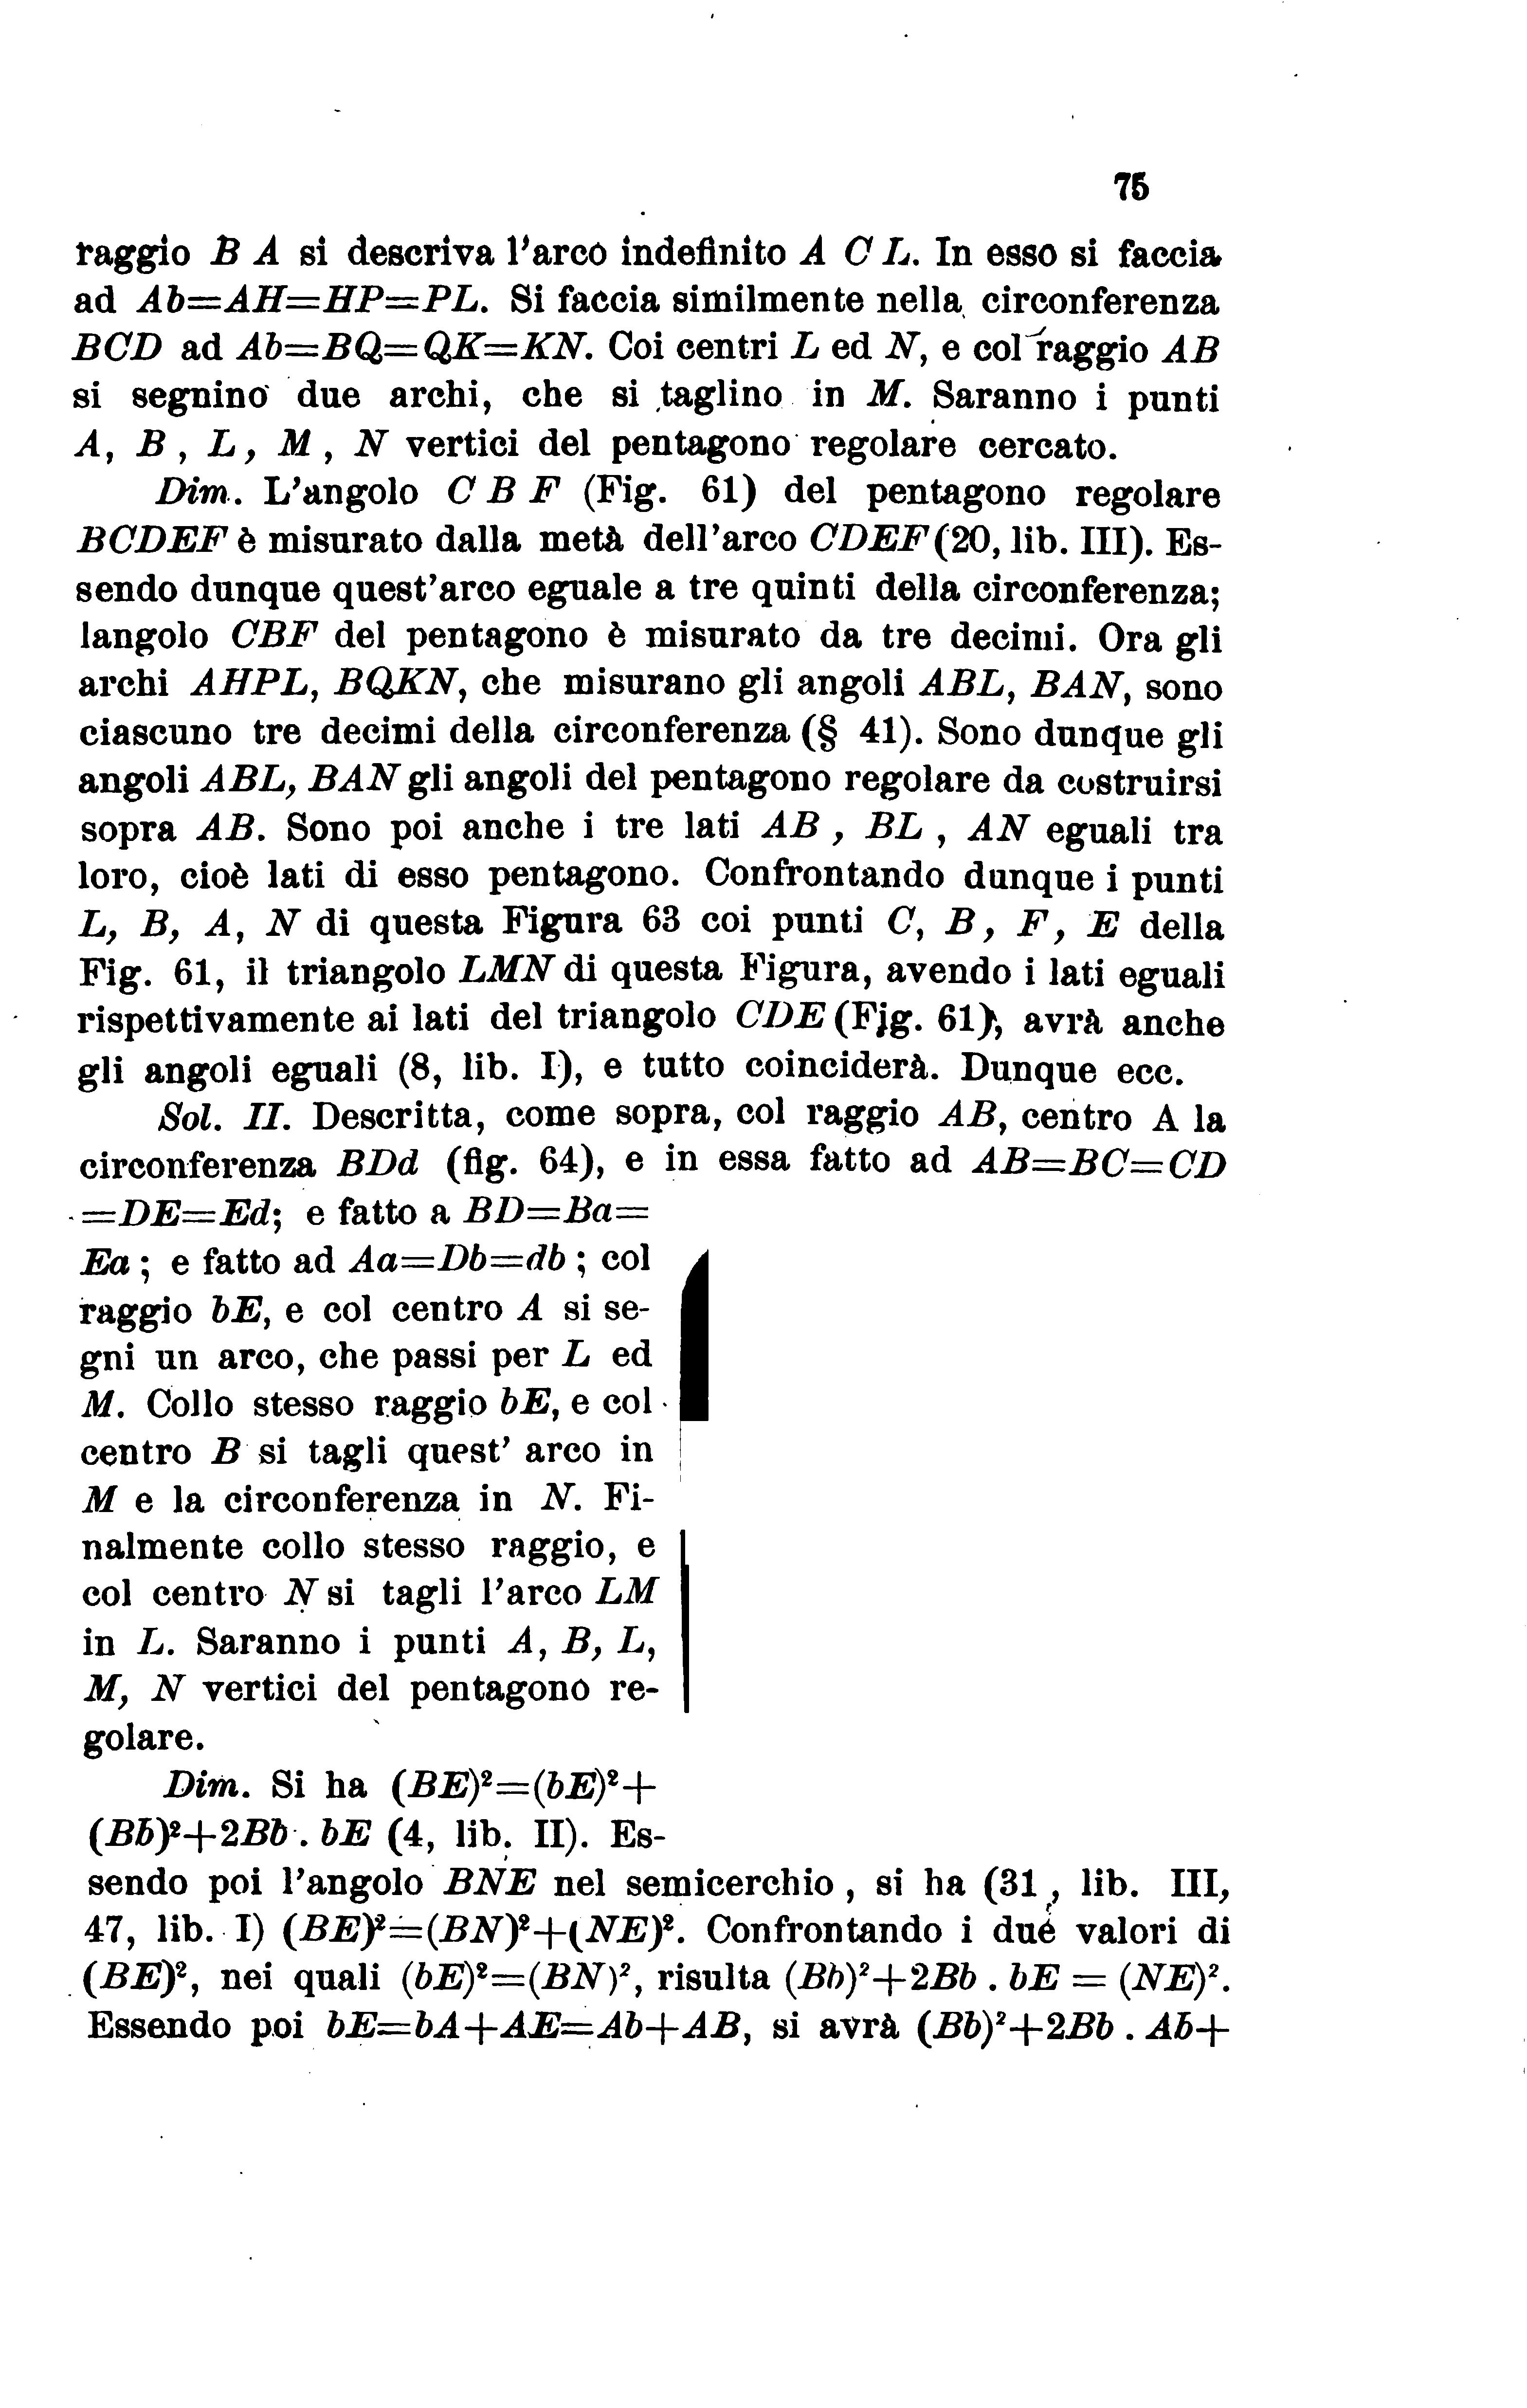 75
raggio B A si descriva l'arco indefinito A C L. In esso si faccia
ad Ab=AH=HP=PL. Si faccia similmente nella circonferenza
BCD ad Ab=BQ=QK=KN. Coi centri L ed N, e col raggio AB
si segnino due archi, che si taglino in M. Saranno i punti
A, B, L, M, N vertici del pentagono regolare cercato.
Dim. L'angolo C B F (Fig. 61) del pentagono regolare
BCDEF è misurato dalla metà dell'arco CDEF (20, lib. III). Es-
sendo dunque quest'arco eguale a tre quinti della circonferenza;
langolo CBF del pentagono è misurato da tre decimi. Ora gli
archi AHPL, BQKN, che misurano gli angoli ABL, BAN, sono
ciascuno tre decimi della circonferenza (§ 41). Sono dunque gli
angoli ABL, BAN gli angoli del pentagono regolare da costruirsi
sopra AB. Sono poi anche i tre lati AB, BL, AN eguali tra
loro, cioè lati di esso pentagono. Confrontando dunque i punti
L, B, A, N di questa Figura 63 coi punti C, B, F, E della
Fig. 61, il triangolo LMN di questa Figura, avendo i lati eguali
rispettivamente ai lati del triangolo CDE (Fig. 61), avrà anche
gli angoli eguali (8, lib. I), e tutto coinciderà. Dunque ecc.
Sol. II. Descritta, come sopra, col raggio AB, centro A la
circonferenza BDd (fig. 64), e in essa fatto ad AB=BC=CD
=DE=Ed; e fatto a BD=Ba=
Ea; e fatto ad Aa=Db=db; col
raggio bE, e col centro A si se-
gni un arco, che passi per L ed
M. Collo stesso raggio bE, e col
centro B si tagli quest' arco in
M e la circonferenza in N. Fi-
nalmente collo stesso raggio, e
col centro N si tagli l'arco LM
in L. Saranno i punti A, B, L,
M, N vertici del pentagono re-
golare.
Dim. Si ha (BE)²=(bE)²+
(Bb)²+2Bb . bE (4, lib. II). Es-
sendo poi l'angolo BNE nel semicerchio, si ha (31, lib. III,
47, lib. I) (BE)²=(BN)²+(NE)². Confrontando i due valori di
(BE)², nei quali (bE)²=(BN)², risulta (Bb)²+2Bb . bE = (NE)².
Essendo poi bE=bA+AE=Ab+AB, si avrà (Bb)²+2Bb . Ab+